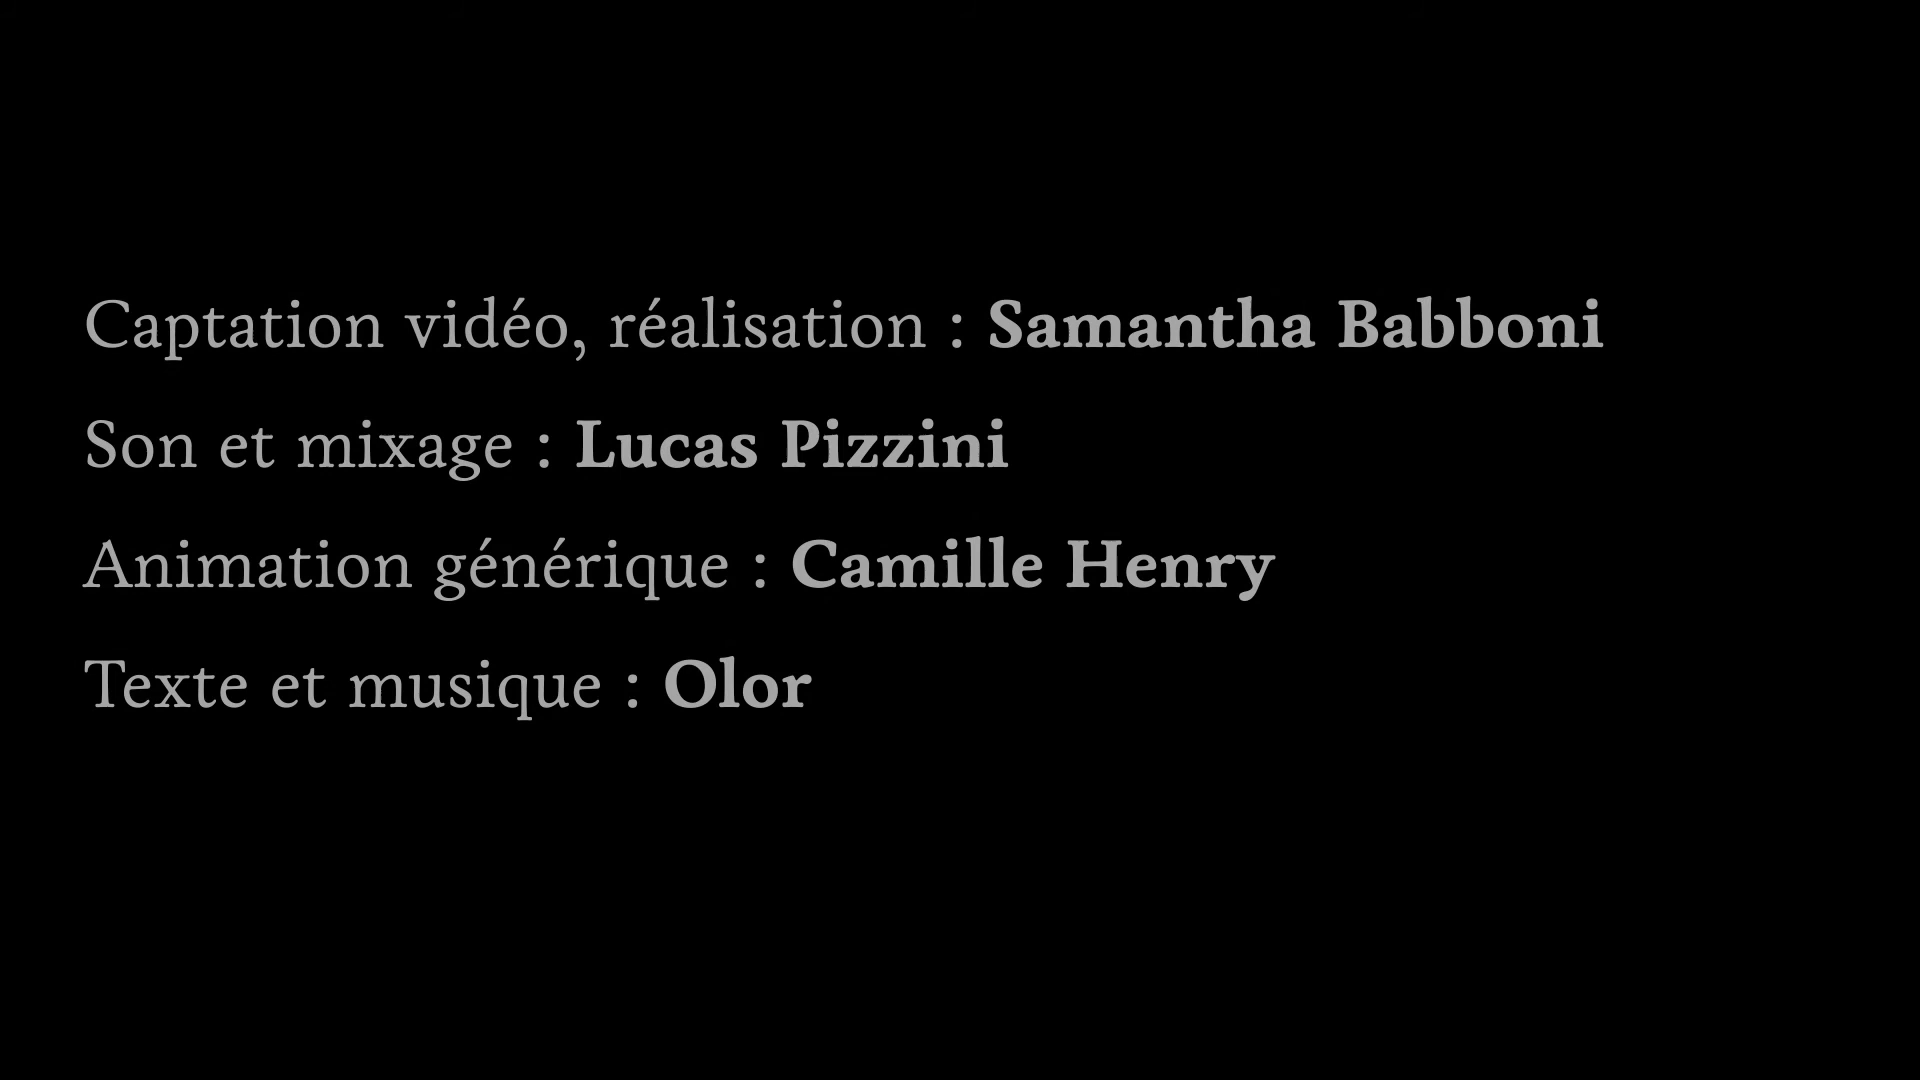 Captation vidéo, réalisation : Samantha Babboni
Son et mixage : Lucas Pizzini
Animation générique : Camille Henry
Texte et musique : Olor